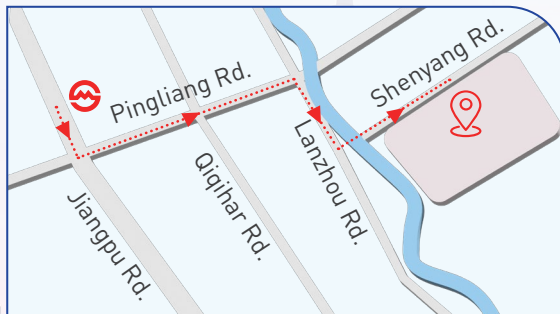 Pingliang Rd.
Shenyang Rd.
Jiangpu Rd.
Qiqihar Rd.
Lanzhou Rd.